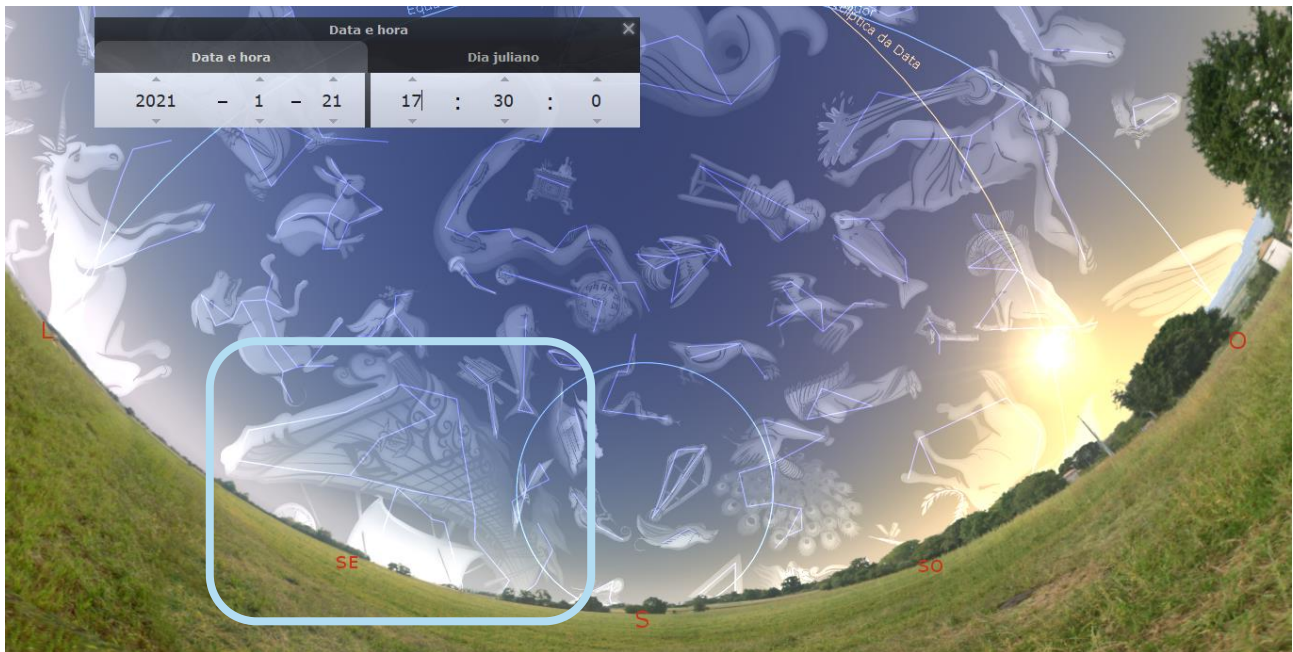 Data e hora
Data e hora
Dia juliano
2021 – 1 – 21
17 : 30 : 0
Eclíptica da Data
L
SE
S
SO
O